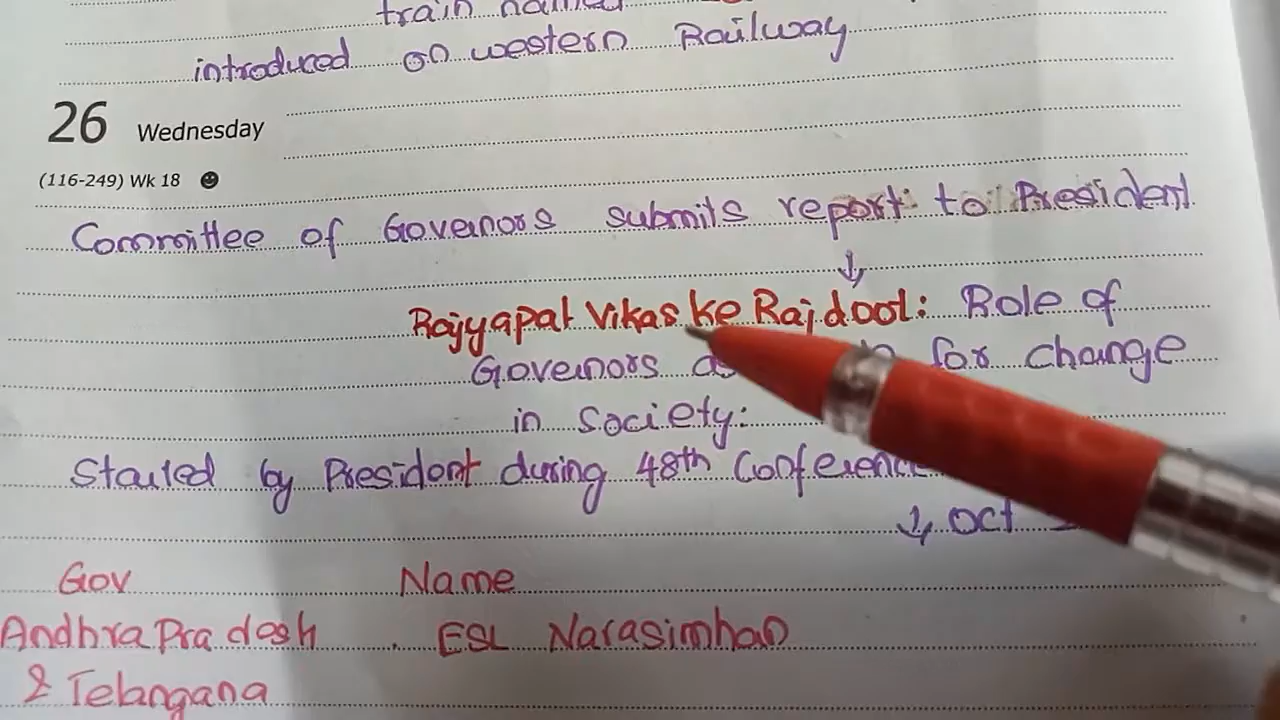 train named
introduced on western Railway
26 Wednesday
(116-249) Wk 18
Committee of Governors submits report to President
Rajyapal Vikas ke Rajdoot: Role of
Governors as for change
in Society:
Started by President during 48th Conference
Oct
Gov Name
Andhra Pradesh ESL Narasimhan
& Telangana